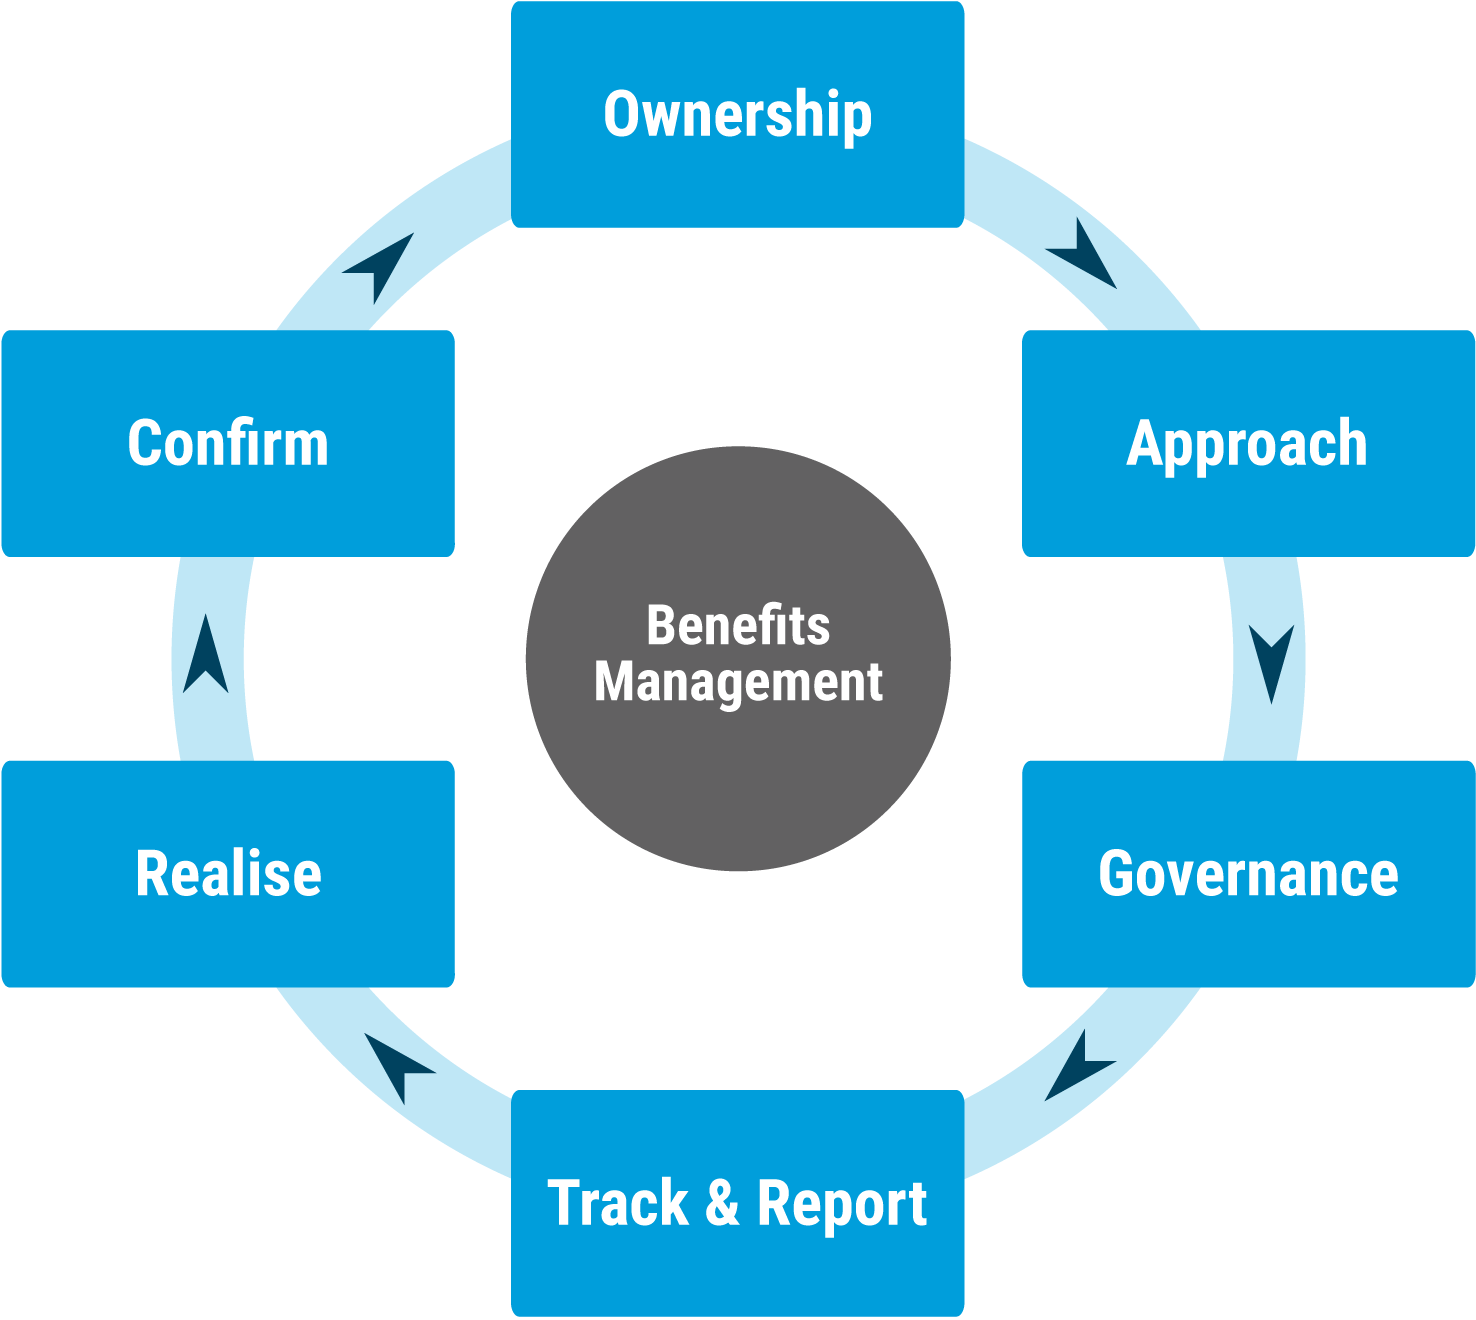 Ownership
Approach
Governance
Track & Report
Realise
Confirm
Benefits
Management